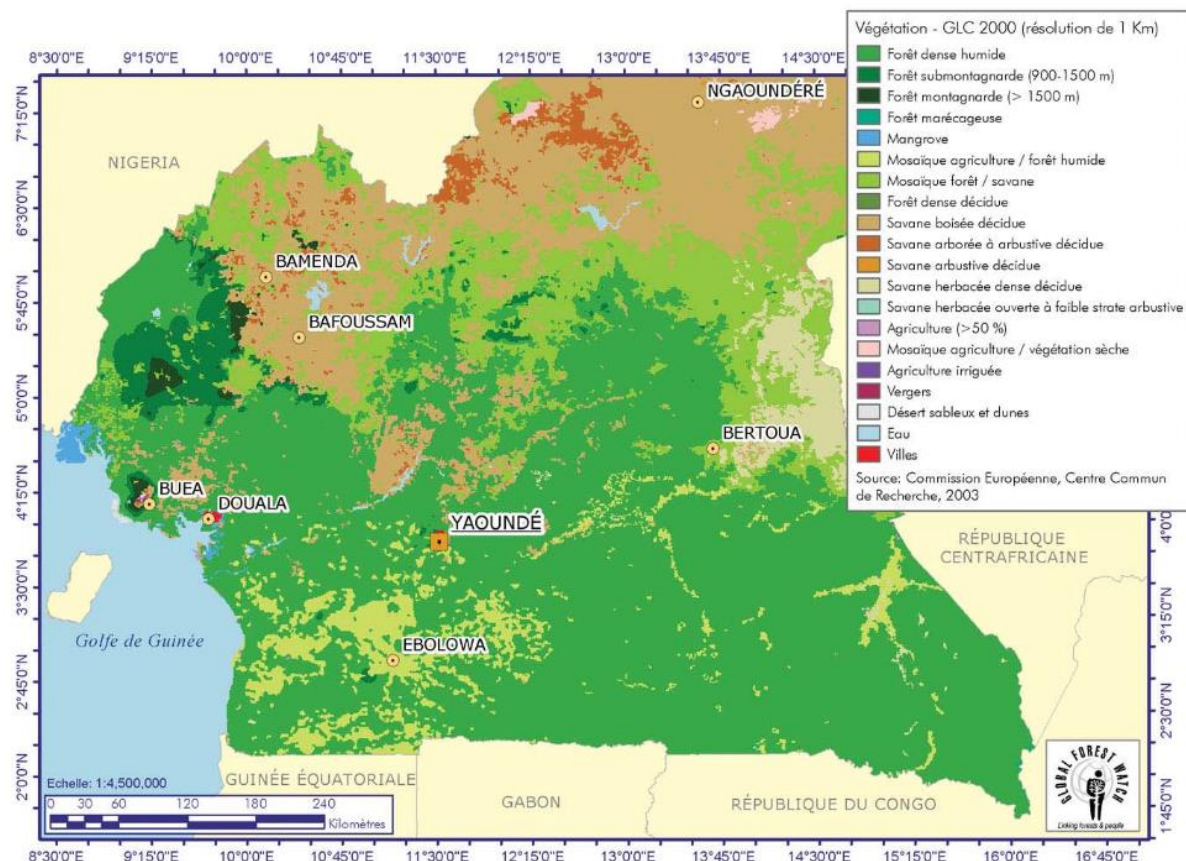 Végétation - GLC 2000 (résolution de 1 Km)
Forêt dense humide
Forêt submontagnarde (900-1500 m)
Forêt montagnarde (> 1500 m)
Forêt marécageuse
Mangrove
Mosaïque agriculture / forêt humide
Mosaïque forêt / savane
Forêt dense décidue
Savane boisée décidue
Savane arborée à arbustive décidue
Savane arbustive décidue
Savane herbacée dense décidue
Savane herbacée ouverte à faible strate arbustive
Agriculture (>50 %)
Mosaïque agriculture / végétation sèche
Agriculture irriguée
Vergers
Désert sableux et dunes
Eau
Villes
Source: Commission Européenne, Centre Commun
de Recherche, 2003
8°30'0"E 9°15'0"E 10°0'0"E 10°45'0"E 11°30'0"E 12°15'0"E 13°0'0"E 13°45'0"E 14°30'0"E
7°15'0"N
6°30'0"N
5°45'0"N
5°0'0"N
4°15'0"N
3°30'0"N
2°45'0"N
2°0'0"N
NGAOUNDÉRÉ
NIGERIA
BAMENDA
BAFOUSSAM
BERTOUA
BUEA
DOUALA
YAOUNDÉ
RÉPUBLIQUE
CENTRAFRICAINE
Golfe de Guinée
EBOLOWA
GUINÉE ÉQUATORIALE
GABON
RÉPUBLIQUE DU CONGO
4°0'0"N
3°15'0"N
2°30'0"N
1°45'0"N
Echelle: 1:4,500,000
0 30 60 120 180 240
Kilomètres
GLOBAL FOREST WATCH
Linking forests & people
8°30'0"E 9°15'0"E 10°0'0"E 10°45'0"E 11°30'0"E 12°15'0"E 13°0'0"E 13°45'0"E 14°30'0"E 15°15'0"E 16°0'0"E 16°45'0"E